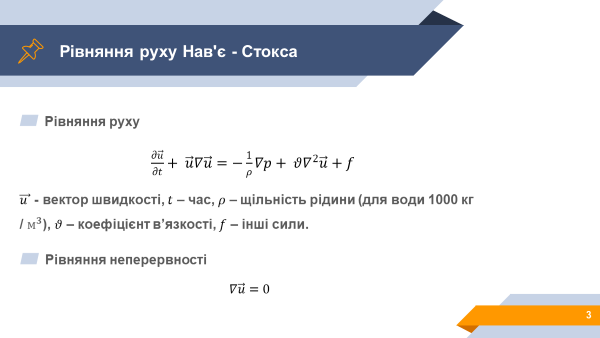 Рівняння руху Нав'є - Стокса
Рівняння руху
∂u⃗/∂t + u⃗∇u⃗ = −1/ρ ∇p + ϑ∇²u⃗ + f
u⃗ - вектор швидкості, t – час, ρ – щільність рідини (для води 1000 кг
/ м³), ϑ – коефіцієнт в’язкості, f – інші сили.
Рівняння неперервності
∇u⃗ = 0
3